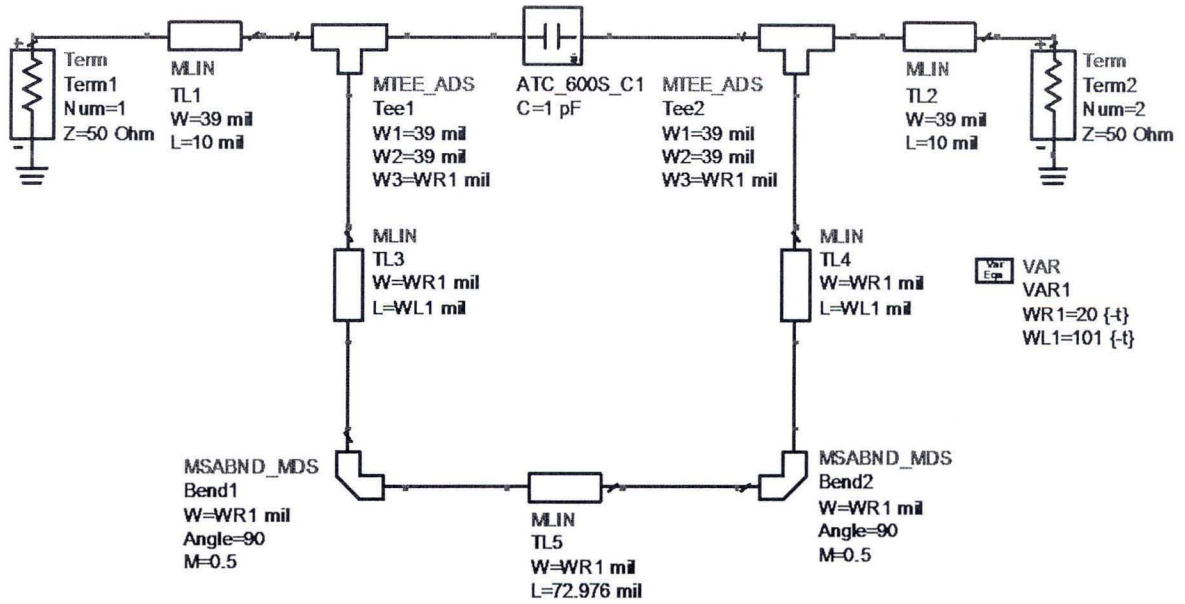 Term
Term1
Num=1
Z=50 Ohm
MLIN
TL1
W=39 mil
L=10 mil
MTEE_ADS
Tee1
W1=39 mil
W2=39 mil
W3=WR1 mil
ATC_600S_C1
C=1 pF
MTEE_ADS
Tee2
W1=39 mil
W2=39 mil
W3=WR1 mil
MLIN
TL2
W=39 mil
L=10 mil
Term
Term2
Num=2
Z=50 Ohm
MLIN
TL3
W=WR1 mil
L=WL1 mil
MLIN
TL4
W=WR1 mil
L=WL1 mil
Var
Eqn
VAR
VAR1
WR1=20 {-t}
WL1=101 {-t}
MSABND_MDS
Bend1
W=WR1 mil
Angle=90
M=0.5
MLIN
TL5
W=WR1 mil
L=72.976 mil
MSABND_MDS
Bend2
W=WR1 mil
Angle=90
M=0.5